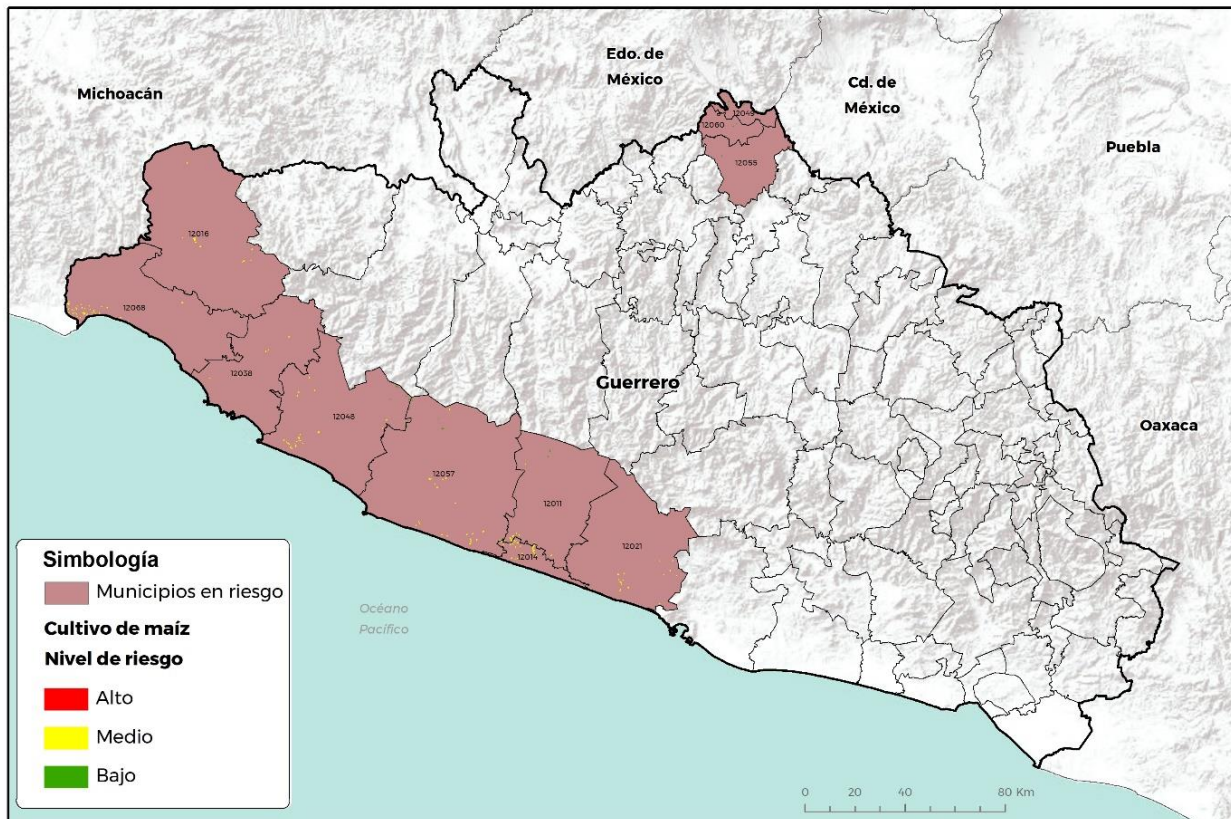 Edo. de
México
Michoacán
Cd. de
México
12049
12060
12055
Puebla
12016
12068
12038
12048
Guerrero
Oaxaca
12057
12011
12014
12021
Océano
Pacífico
Simbología
Municipios en riesgo
Cultivo de maíz
Nivel de riesgo
Alto
Medio
Bajo
0 20 40 80 Km